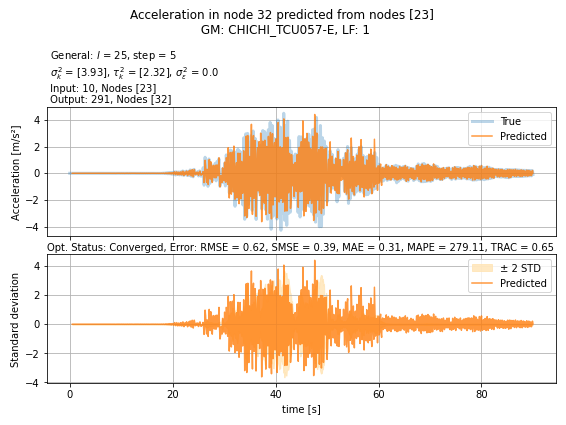 Acceleration in node 32 predicted from nodes [23]
GM: CHICHI_TCU057-E, LF: 1
General: l = 25, step = 5
σ²ₖ = [3.93], τ²ₖ = [2.32], σ²ε = 0.0
Input: 10, Nodes [23]
Output: 291, Nodes [32]
Acceleration [m/s²]
4
2
0
−2
−4
True
Predicted
Opt. Status: Converged, Error: RMSE = 0.62, SMSE = 0.39, MAE = 0.31, MAPE = 279.11, TRAC = 0.65
Standard deviation
4
2
0
−2
−4
± 2 STD
Predicted
0 20 40 60 80
time [s]